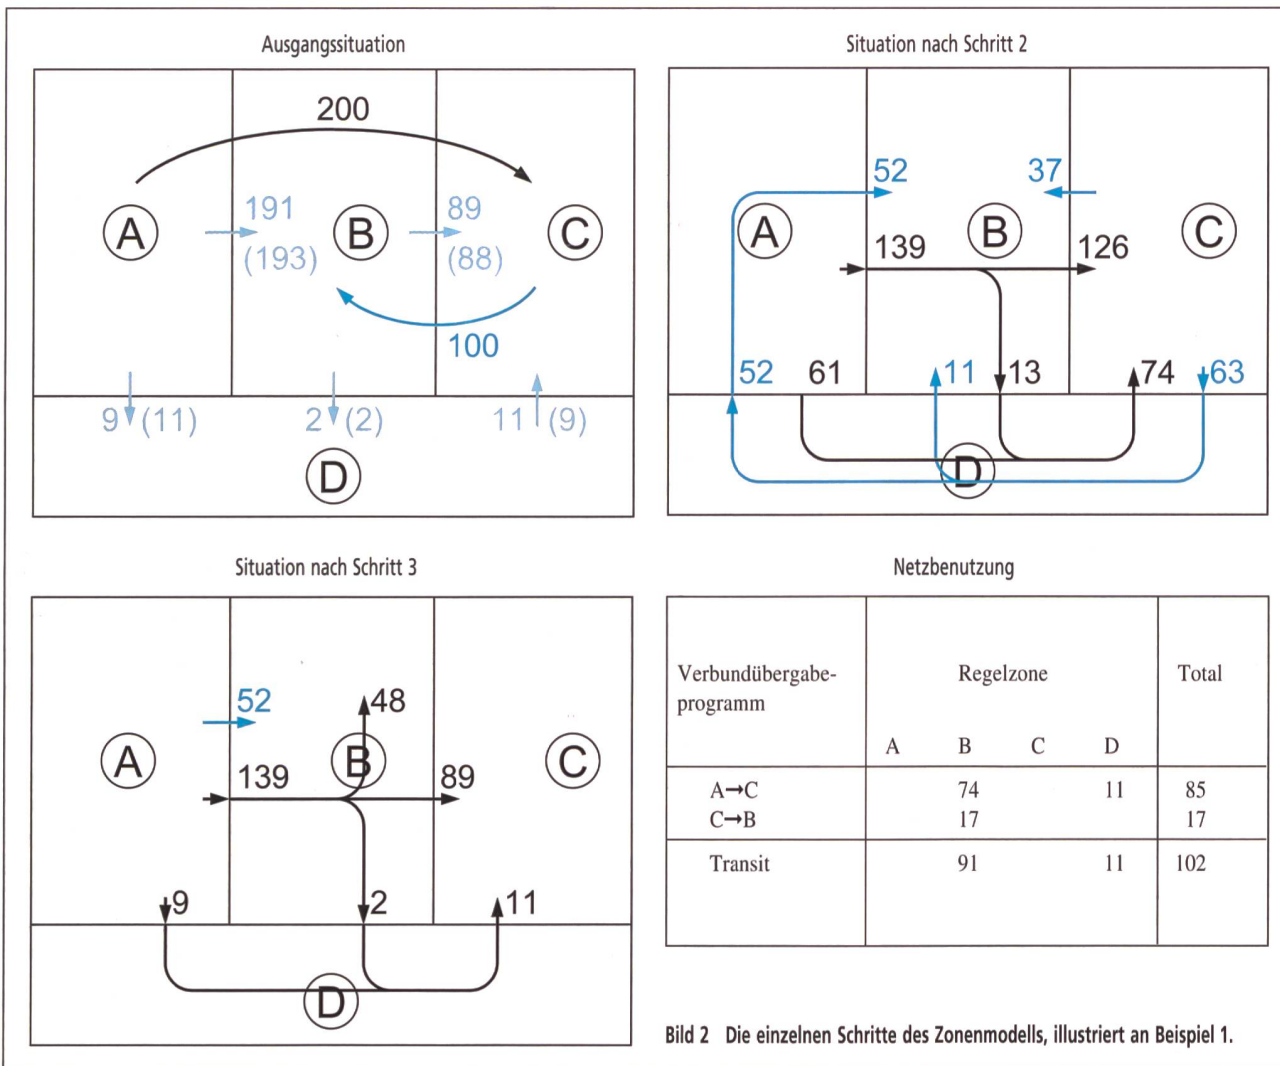 Ausgangssituation
200
A
191
(193)
B
89
(88)
C
100
9 (11)
2 (2)
11 (9)
D
Situation nach Schritt 2
52
37
A
B
C
139
126
52
61
11
13
74
63
D
Situation nach Schritt 3
52
48
A
B
C
139
89
9
2
11
D
Netzbenutzung
Verbundübergabe-
programm
Regelzone
Total
A B C D
A→C 74 11 85
C→B 17 17
Transit 91 11 102
Bild 2 Die einzelnen Schritte des Zonenmodells, illustriert an Beispiel 1.